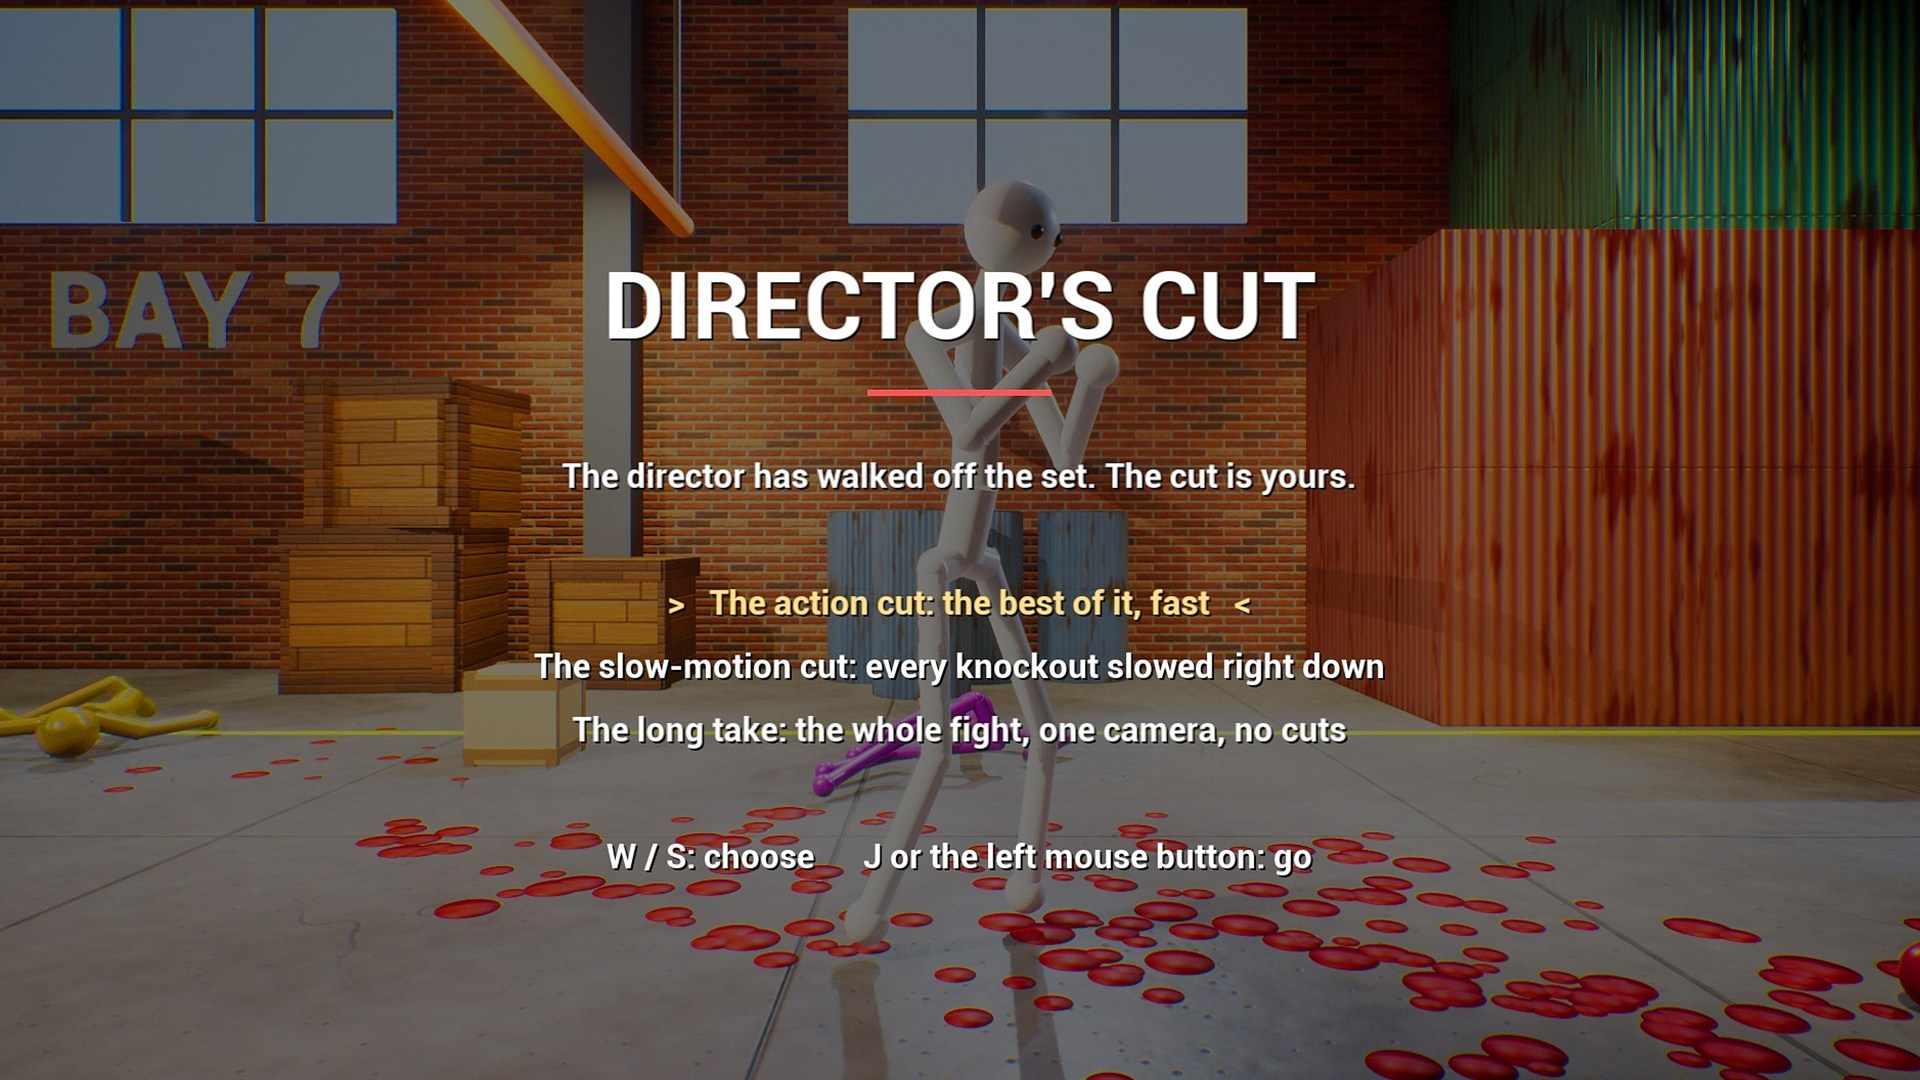 BAY 7
DIRECTOR'S CUT
The director has walked off the set. The cut is yours.
> The action cut: the best of it, fast <
The slow-motion cut: every knockout slowed right down
The long take: the whole fight, one camera, no cuts
W / S: choose J or the left mouse button: go